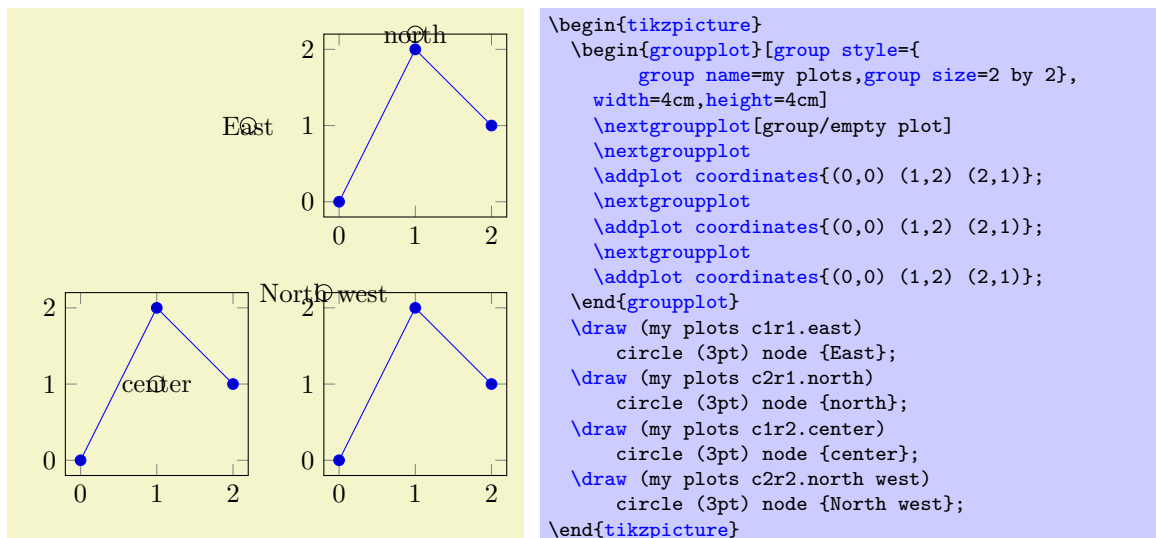 north
2
East
1
0
0 1 2
North west
2 2
center
1 1
0 0
0 1 2 0 1 2
\begin{tikzpicture}
\begin{groupplot}[group style={
group name=my plots,group size=2 by 2},
width=4cm,height=4cm]
\nextgroupplot[group/empty plot]
\nextgroupplot
\addplot coordinates{(0,0) (1,2) (2,1)};
\nextgroupplot
\addplot coordinates{(0,0) (1,2) (2,1)};
\nextgroupplot
\addplot coordinates{(0,0) (1,2) (2,1)};
\end{groupplot}
\draw (my plots c1r1.east)
circle (3pt) node {East};
\draw (my plots c2r1.north)
circle (3pt) node {north};
\draw (my plots c1r2.center)
circle (3pt) node {center};
\draw (my plots c2r2.north west)
circle (3pt) node {North west};
\end{tikzpicture}